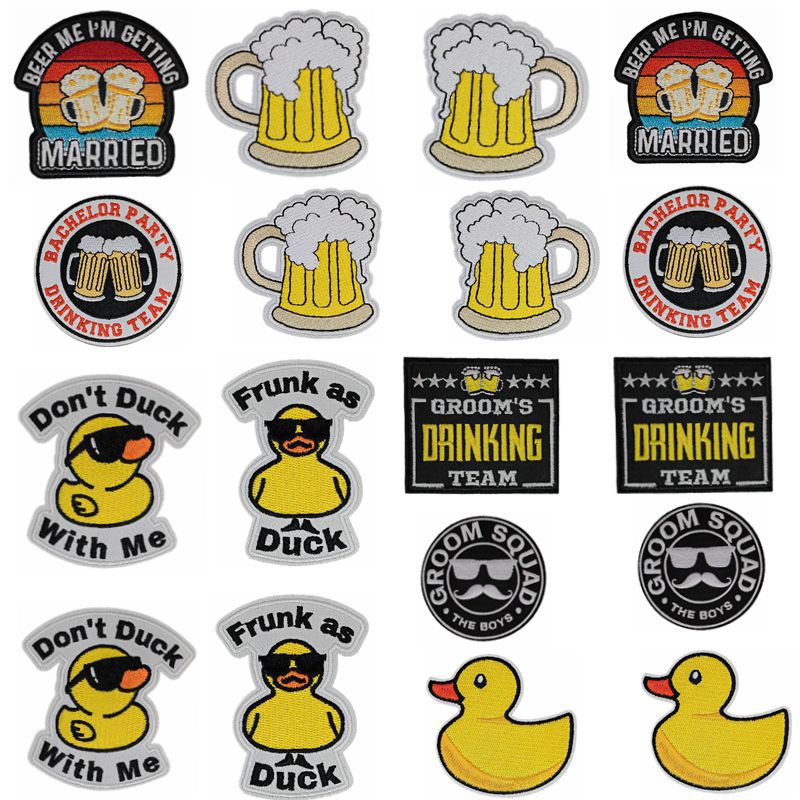 BEER ME I'M GETTING
MARRIED
BEER ME I'M GETTING
MARRIED
BACHELOR PARTY
DRINKING TEAM
BACHELOR PARTY
DRINKING TEAM
Don't Duck
With Me
Frunk as
Duck
GROOM'S
DRINKING
TEAM
GROOM'S
DRINKING
TEAM
GROOM SQUAD
• THE BOYS •
GROOM SQUAD
• THE BOYS •
Don't Duck
With Me
Frunk as
Duck